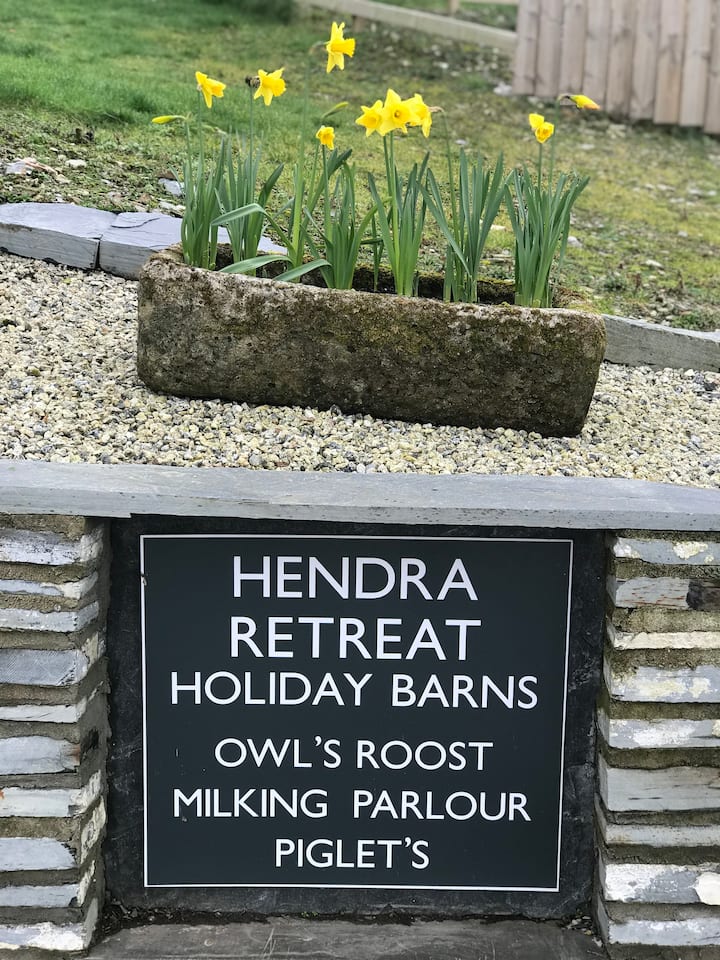 HENDRA
RETREAT
HOLIDAY BARNS
OWL'S ROOST
MILKING PARLOUR
PIGLET'S